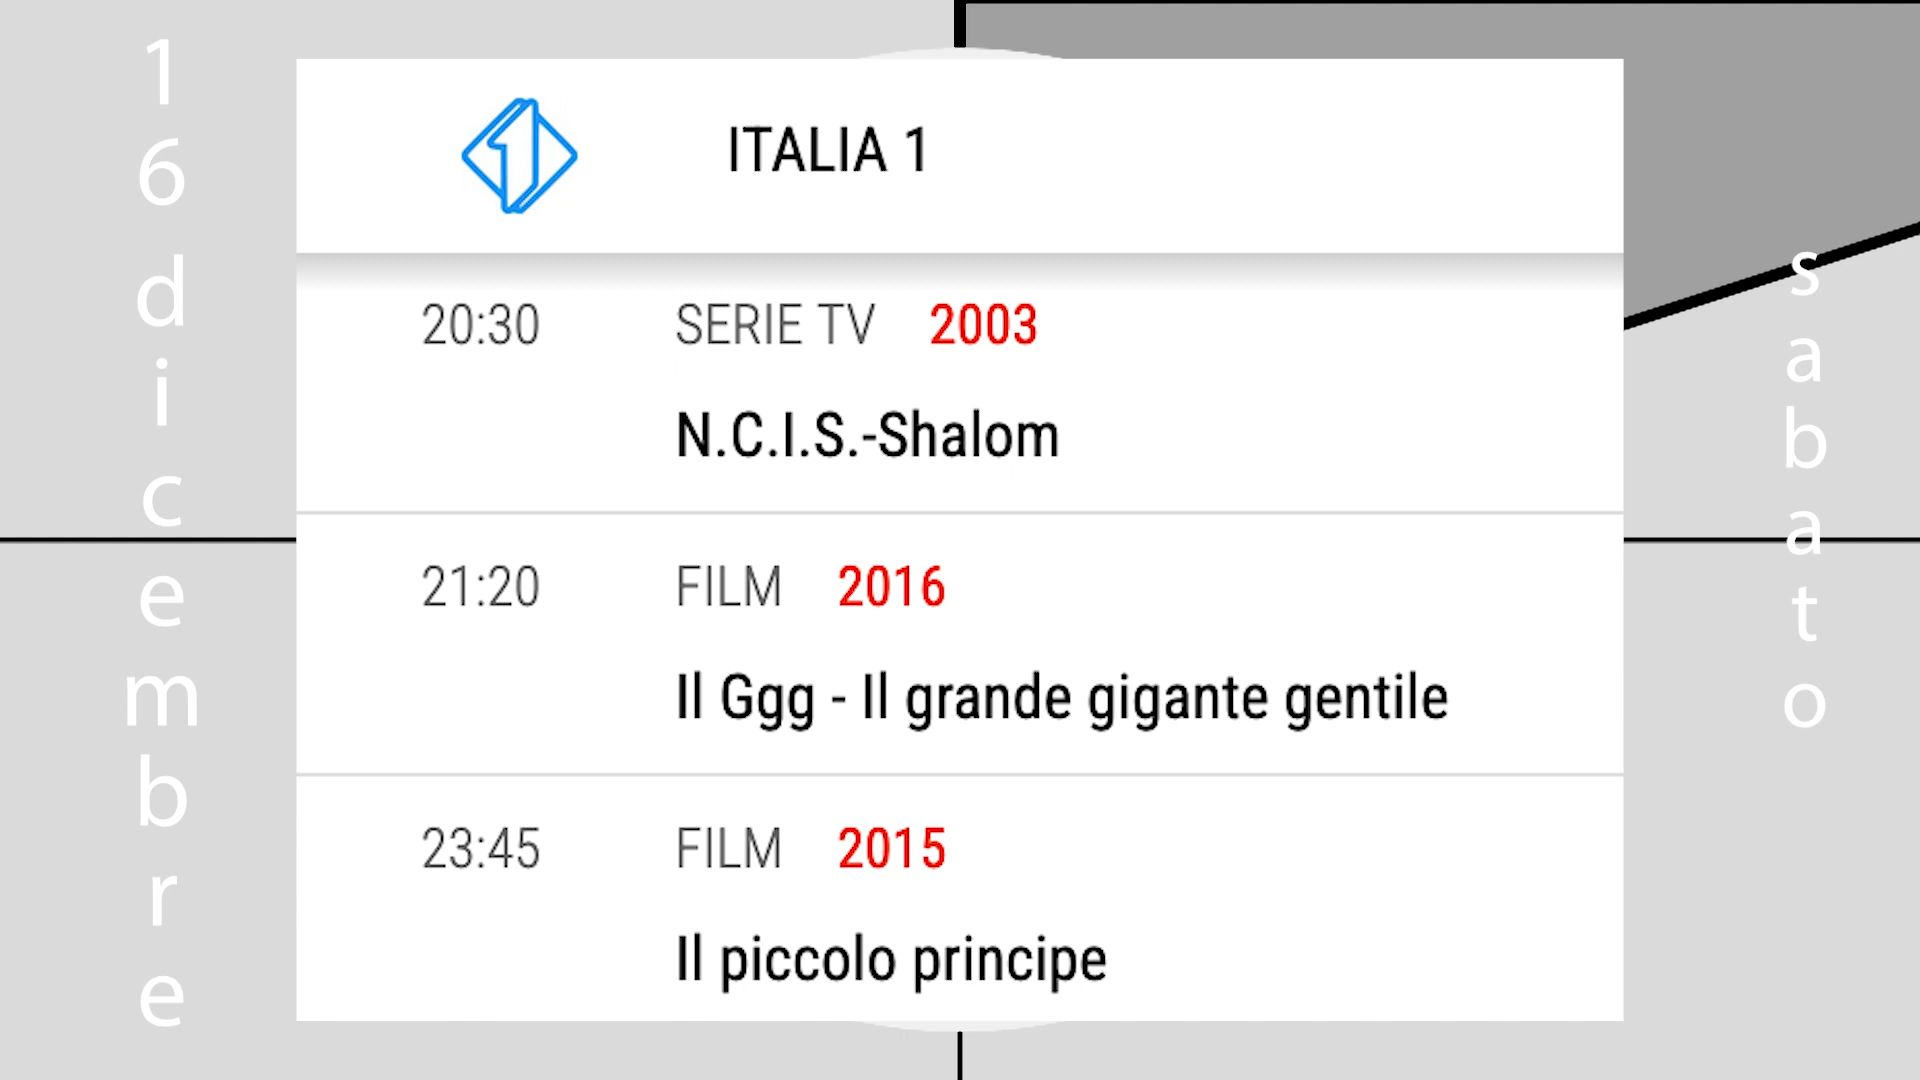 16 dicembre
ITALIA 1
20:30 SERIE TV 2003
N.C.I.S.-Shalom
21:20 FILM 2016
Il Ggg - Il grande gigante gentile
23:45 FILM 2015
Il piccolo principe
sabato